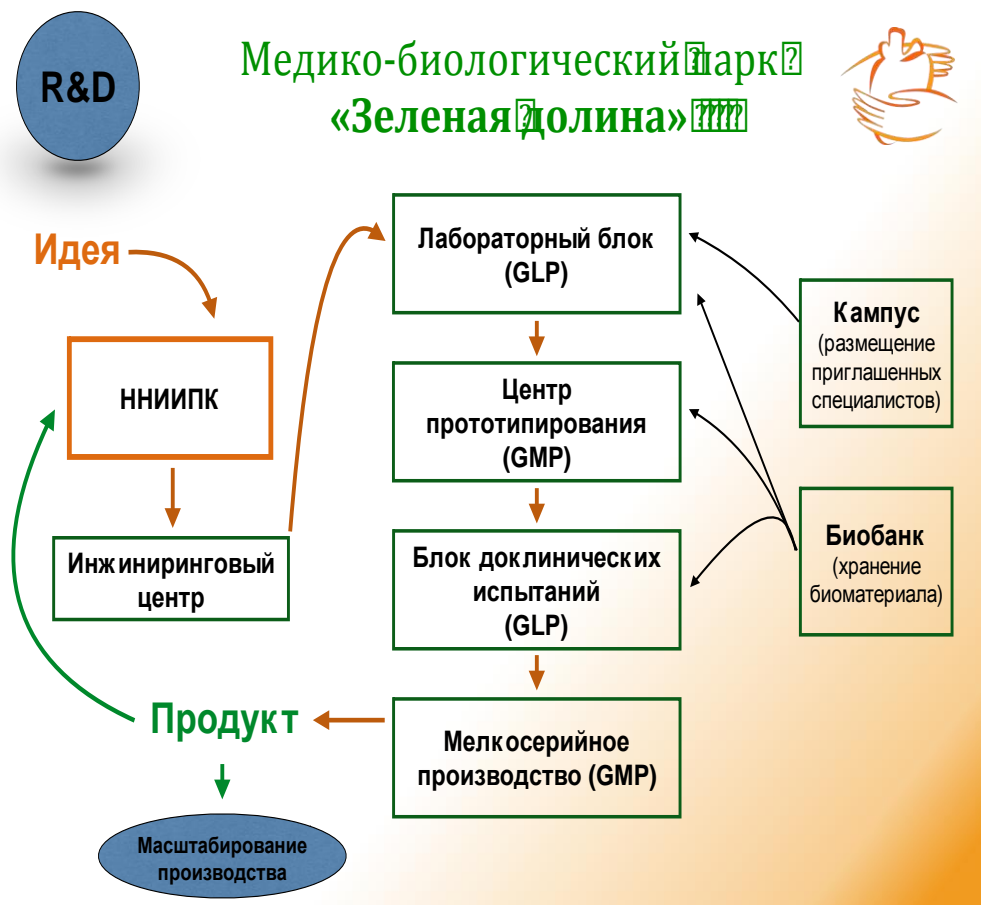 R&D
Медико-биологический парк
«Зеленая долина»
Идея
ННИИПК
Инжиниринговый
центр
Лабораторный блок
(GLP)
Центр
прототипирования
(GMP)
Блок доклинических
испытаний
(GLP)
Мелкосерийное
производство (GMP)
Кампус
(размещение
приглашенных
специалистов)
Биобанк
(хранение
биоматериала)
Продукт
Масштабирование
производства